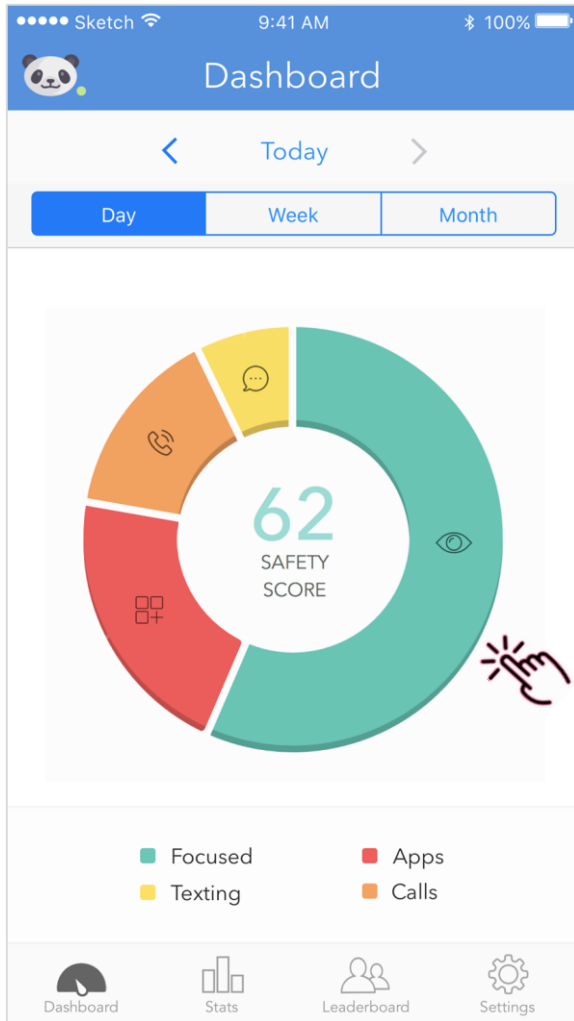 Sketch 9:41 AM 100%
Dashboard
Today
Day Week Month
62
SAFETY
SCORE
Focused Apps
Texting Calls
Dashboard Stats Leaderboard Settings